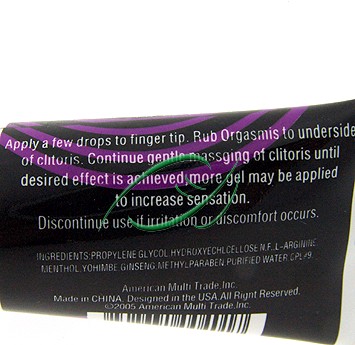 Apply a few drops to finger tip. Rub Orgasmis to underside
of clitoris. Continue gentle massging of clitoris until
desired effect is achieved, more gel may be applied
to increase sensation.
Discontinue use if irritation or discomfort occurs.
INGREDIENTS:PROPYLENE GLYCOL.HYDROXYECHLCELLOSE N.F., L-ARGININE
MENTHOL,YOHIMBE GINSENG,METHYLPARABEN,PURIFIED WATER,CPL#9.
American Multi Trade,Inc.
Made in CHINA, Designed in the USA.All Right Reserved.
©2005 American Multi Trade,Inc.